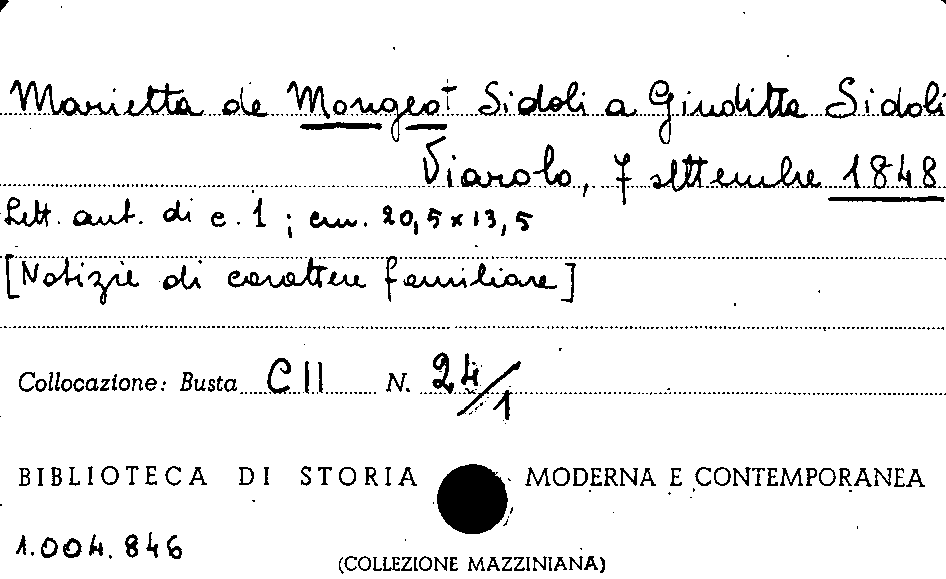 Marietta de Mongeot Sidoli a Giuditta Sidoli
Viarolo, 7 settembre 1848
Lett. aut. di c. 1 ; cm. 20,5 x 13,5
[Notizie di carattere familiare]
Collocazione: Busta C II N. 24/1
BIBLIOTECA DI STORIA MODERNA E CONTEMPORANEA
1.004.846
(COLLEZIONE MAZZINIANA)